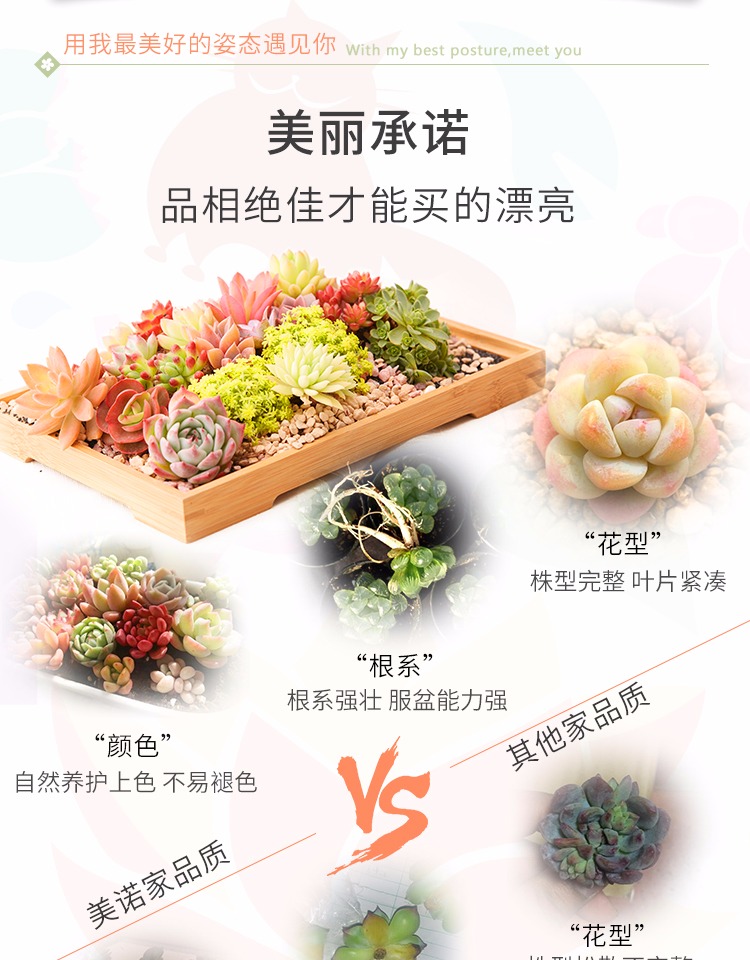 用我最美好的姿态遇见你 With my best posture,meet you
美丽承诺
品相绝佳才能买的漂亮
“花型”
株型完整 叶片紧凑
“根系”
根系强壮 服盆能力强
“颜色”
自然养护上色 不易褪色
其他家品质
VS
美诺家品质
“花型”